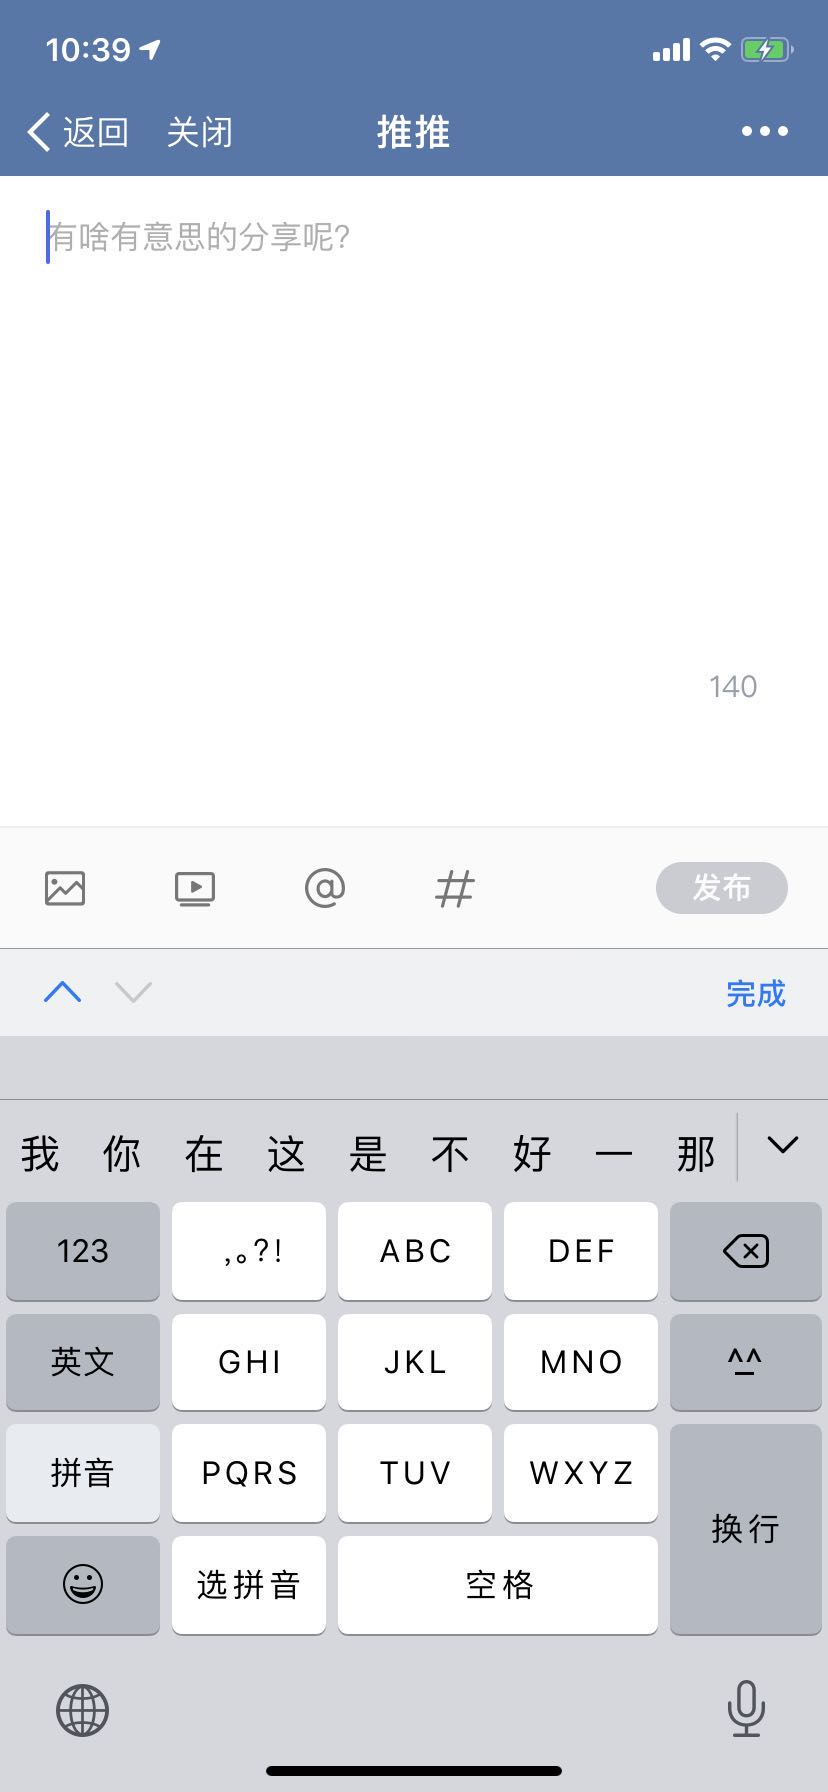 10:39
返回 关闭 推推
有啥有意思的分享呢?
140
发布
完成
我 你 在 这 是 不 好 一 那
123 ,。?! ABC DEF
英文 GHI JKL MNO ^^
拼音 PQRS TUV WXYZ
换行
选拼音 空格